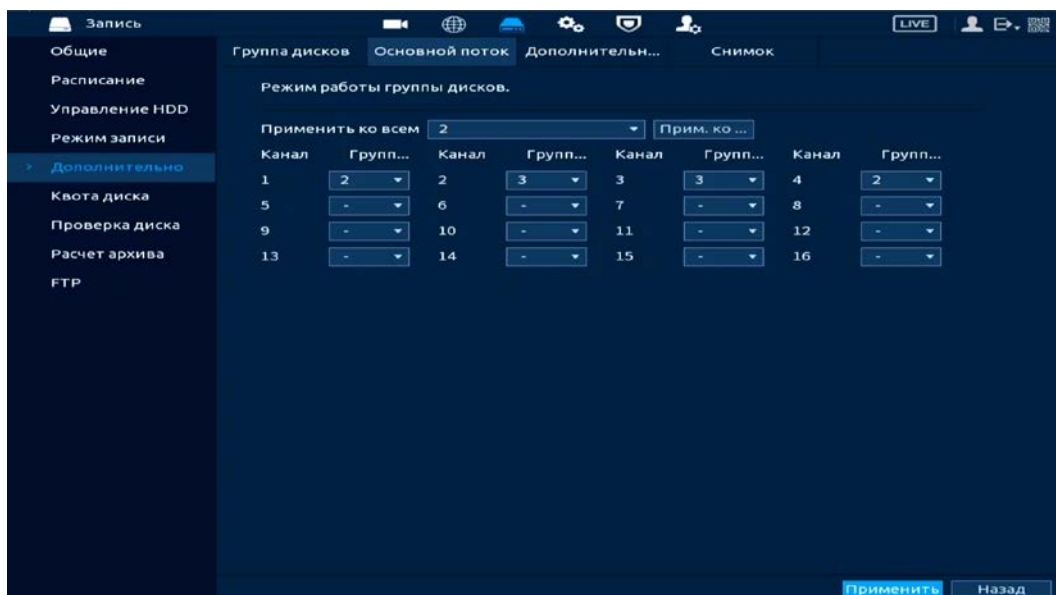 Запись LIVE
Общие
Расписание
Управление HDD
Режим записи
Дополнительно
Квота диска
Проверка диска
Расчет архива
FTP
Группа дисков Основной поток Дополнительн... Снимок
Режим работы группы дисков.
Применить ко всем 2 Прим. ко ...
Канал Групп... Канал Групп... Канал Групп... Канал Групп...
1 2 2 3 3 3 4 2
5 - 6 - 7 - 8 -
9 - 10 - 11 - 12 -
13 - 14 - 15 - 16 -
Применить Назад